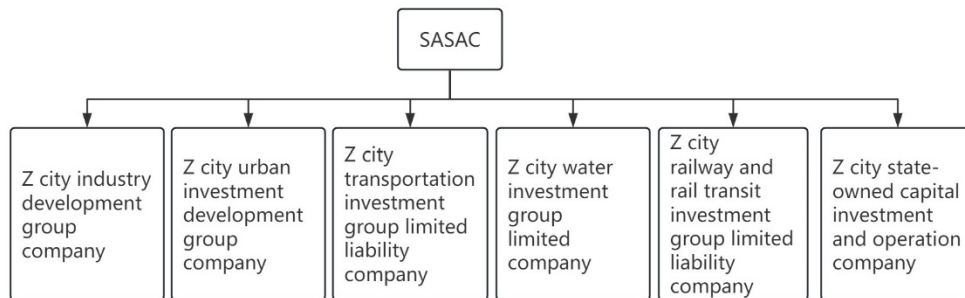 SASAC
Z city industry
development
group
company
Z city urban
investment
development
group
company
Z city
transportation
investment
group limited
liability
company
Z city water
investment
group
limited
company
Z city
railway and
rail transit
investment
group limited
liability
company
Z city state-
owned capital
investment
and operation
company